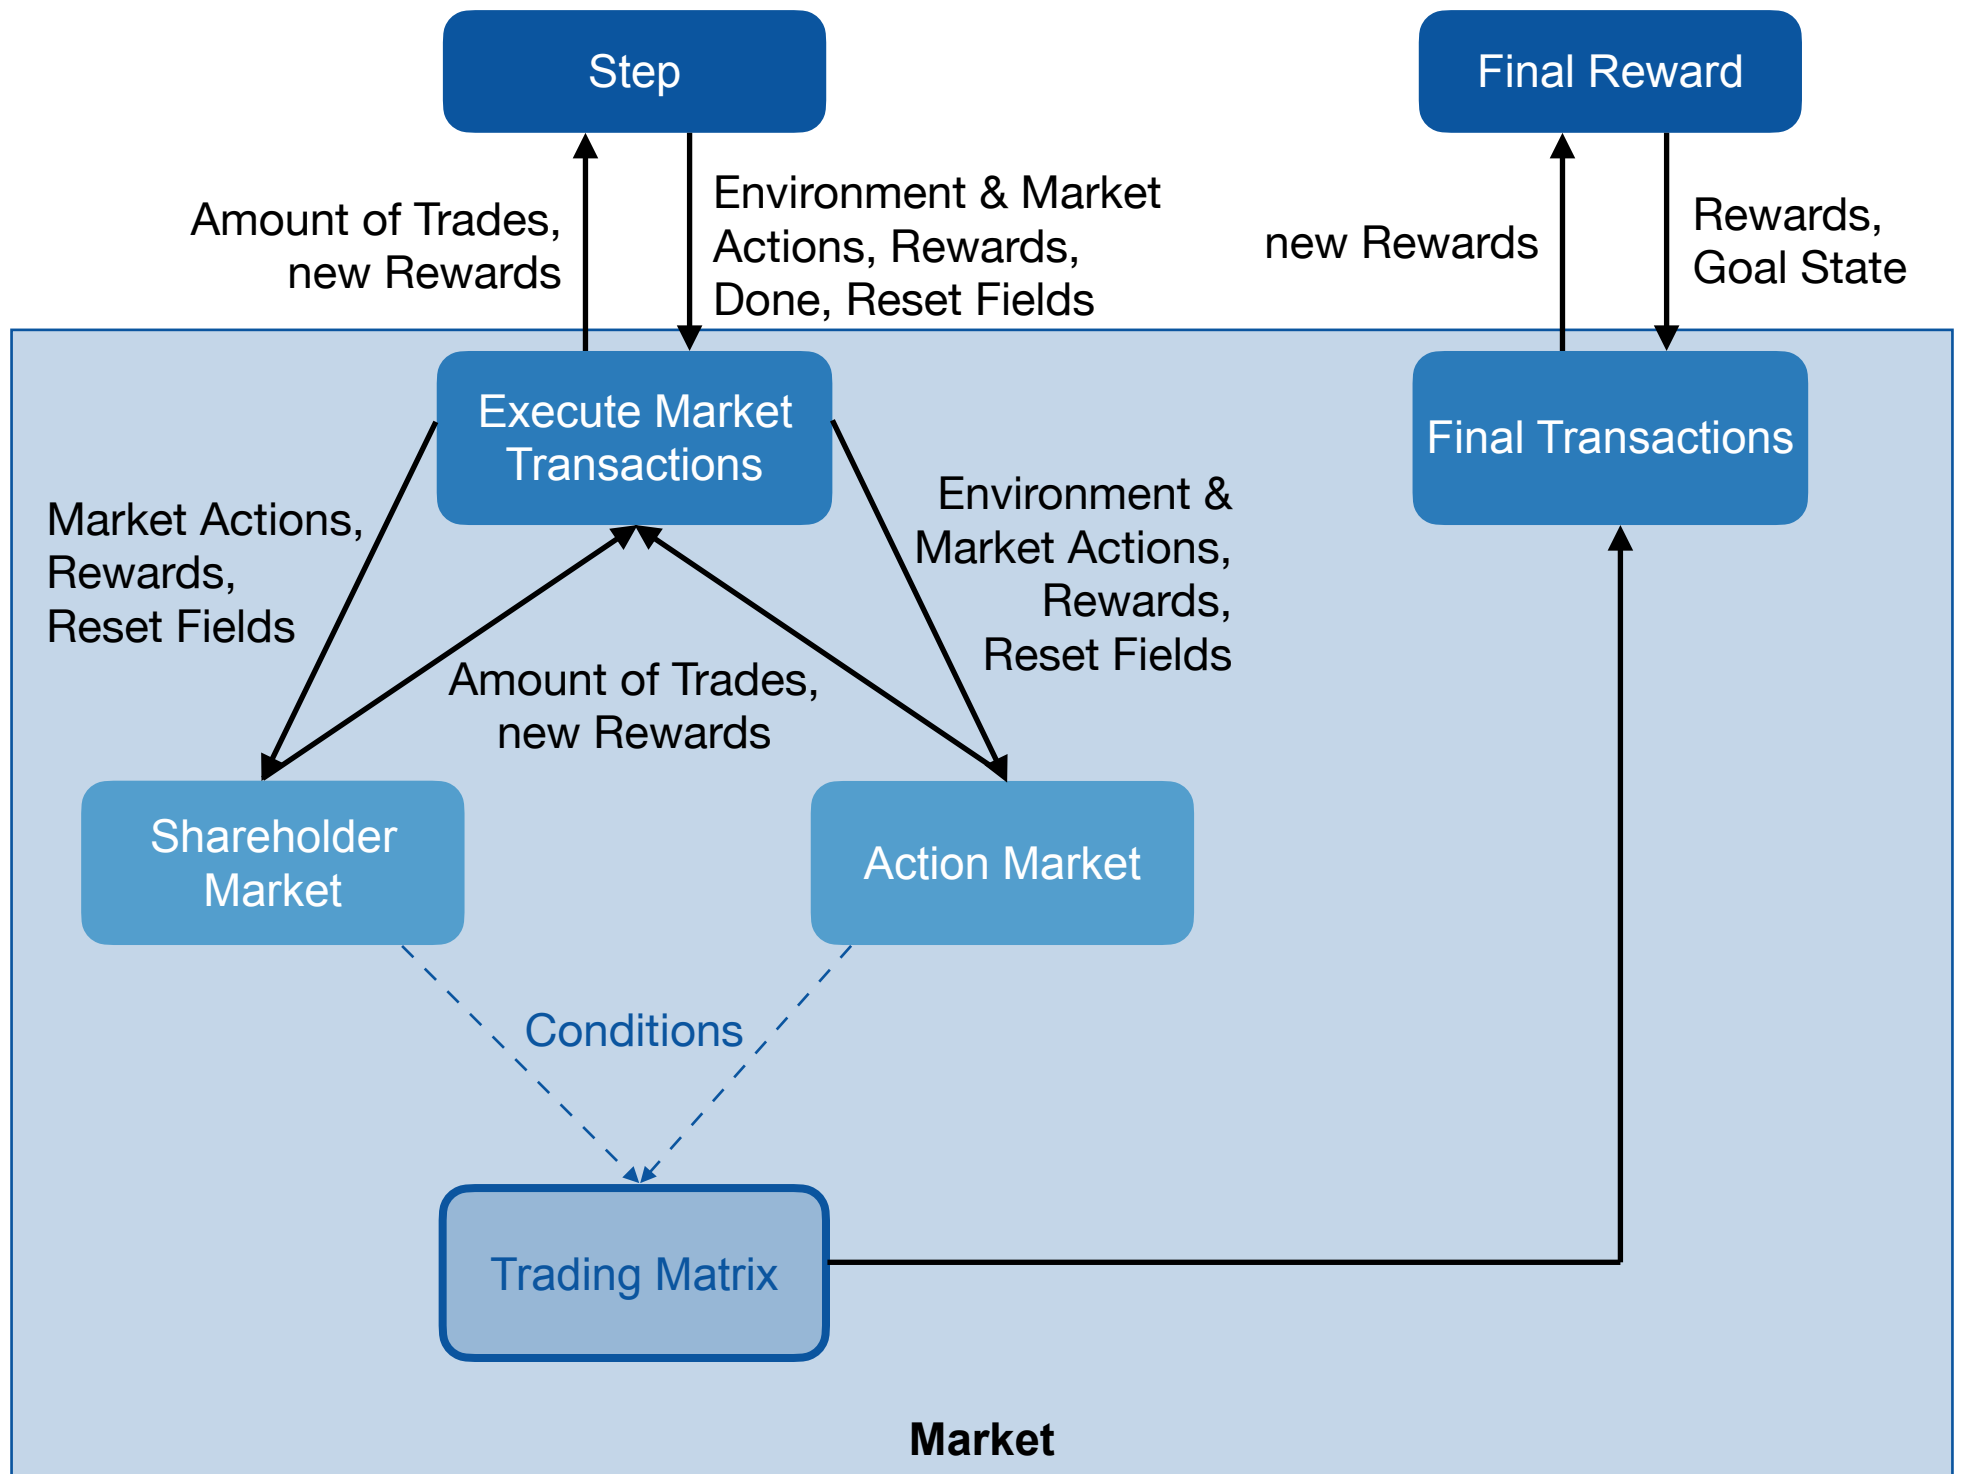 Step
Final Reward
Amount of Trades,
new Rewards
Environment & Market
Actions, Rewards,
Done, Reset Fields
new Rewards
Rewards,
Goal State
Execute Market
Transactions
Final Transactions
Market Actions,
Rewards,
Reset Fields
Environment &
Market Actions,
Rewards,
Reset Fields
Amount of Trades,
new Rewards
Shareholder
Market
Action Market
Conditions
Trading Matrix
Market